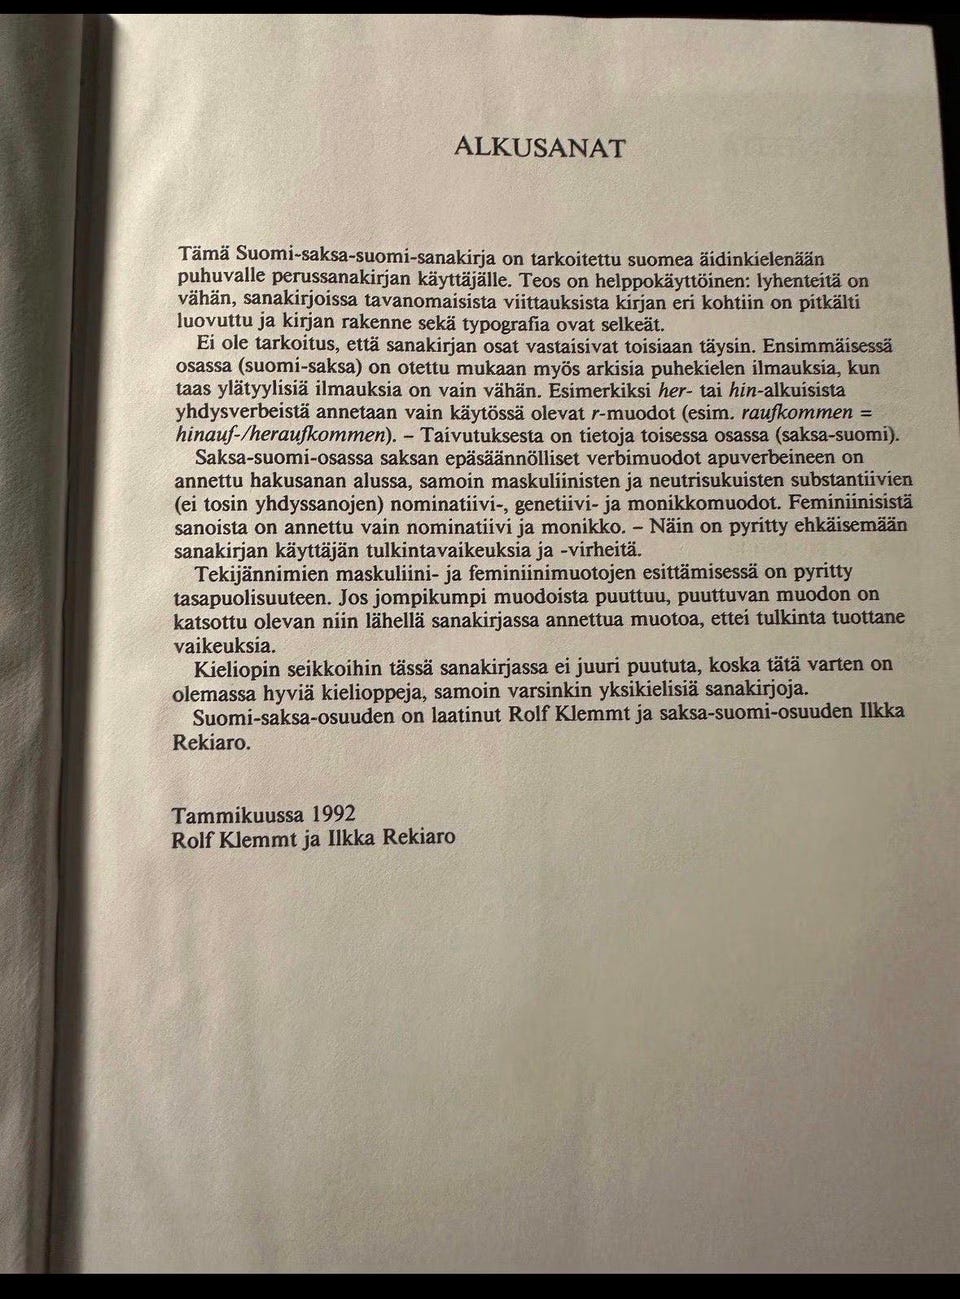 ALKUSANAT
Tämä Suomi-saksa-suomi-sanakirja on tarkoitettu suomea äidinkielenään
puhuvalle perussanakirjan käyttäjälle. Teos on helppokäyttöinen: lyhenteitä on
vähän, sanakirjoissa tavanomaisista viittauksista kirjan eri kohtiin on pitkälti
luovuttu ja kirjan rakenne sekä typografia ovat selkeät.
Ei ole tarkoitus, että sanakirjan osat vastaisivat toisiaan täysin. Ensimmäisessä
osassa (suomi-saksa) on otettu mukaan myös arkisia puhekielen ilmauksia, kun
taas ylätyylisiä ilmauksia on vain vähän. Esimerkiksi her- tai hin-alkuisista
yhdysverbeistä annetaan vain käytössä olevat r-muodot (esim. raufkommen =
hinauf-/heraufkommen). – Taivutuksesta on tietoja toisessa osassa (saksa-suomi).
Saksa-suomi-osassa saksan epäsäännölliset verbimuodot apuverbeineen on
annettu hakusanan alussa, samoin maskuliinisten ja neutrisukuisten substantiivien
(ei tosin yhdyssanojen) nominatiivi-, genetiivi- ja monikkomuodot. Feminiinisistä
sanoista on annettu vain nominatiivi ja monikko. – Näin on pyritty ehkäisemään
sanakirjan käyttäjän tulkintavaikeuksia ja -virheitä.
Tekijännimien maskuliini- ja feminiinimuotojen esittämisessä on pyritty
tasapuolisuuteen. Jos jompikumpi muodoista puuttuu, puuttuvan muodon on
katsottu olevan niin lähellä sanakirjassa annettua muotoa, ettei tulkinta tuottane
vaikeuksia.
Kieliopin seikkoihin tässä sanakirjassa ei juuri puututa, koska tätä varten on
olemassa hyviä kielioppeja, samoin varsinkin yksikielisiä sanakirjoja.
Suomi-saksa-osuuden on laatinut Rolf Klemmt ja saksa-suomi-osuuden Ilkka
Rekiaro.
Tammikuussa 1992
Rolf Klemmt ja Ilkka Rekiaro